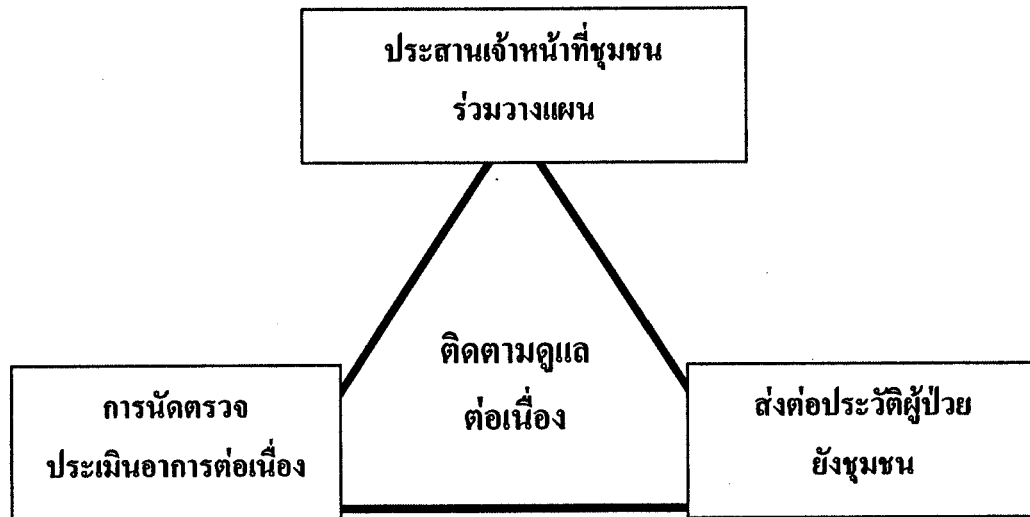 ประสานเจ้าหน้าที่ชุมชน
ร่วมวางแผน
ติดตามดูแล
ต่อเนื่อง
การนัดตรวจ
ประเมินอาการต่อเนื่อง
ส่งต่อประวัติผู้ป่วย
ยังชุมชน